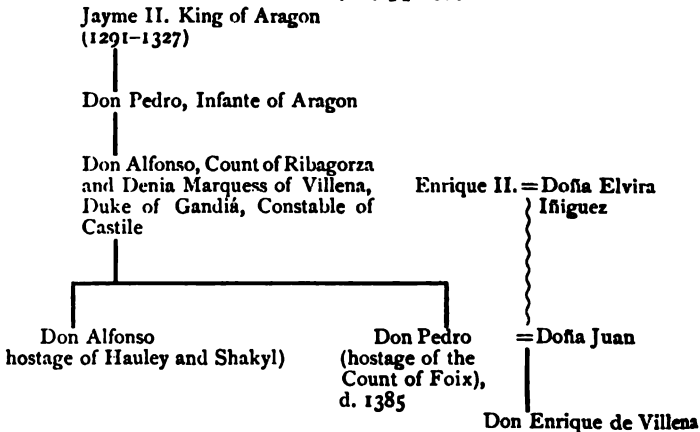 Jayme II. King of Aragon
(1291–1327)
Don Pedro, Infante of Aragon
Don Alfonso, Count of Ribagorza
and Denia Marquess of Villena,
Duke of Gandiá, Constable of
Castile
Enrique II. = Doña Elvira
Iñiguez
Don Alfonso
hostage of Hauley and Shakyl)
Don Pedro
(hostage of the
Count of Foix),
d. 1385
= Doña Juan
Don Enrique de Villena